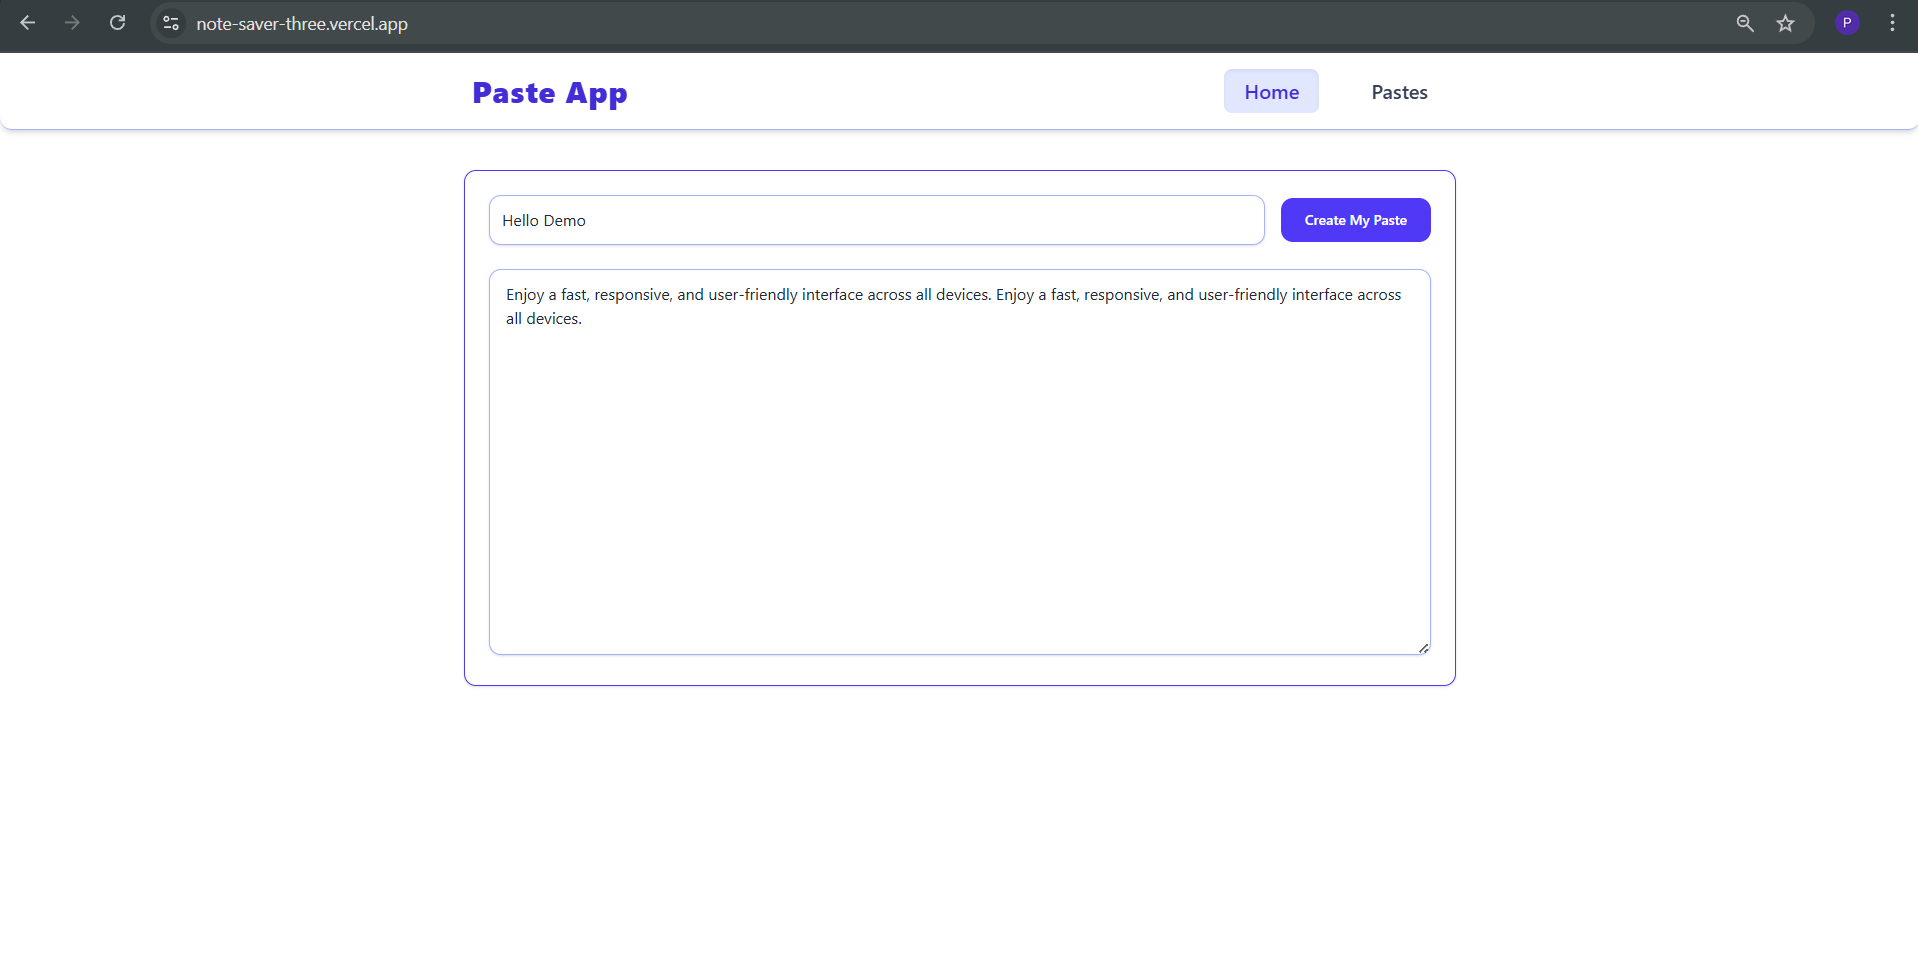 note-saver-three.vercel.app
P
Paste App
Home
Pastes
Hello Demo
Create My Paste
Enjoy a fast, responsive, and user-friendly interface across all devices. Enjoy a fast, responsive, and user-friendly interface across
all devices.